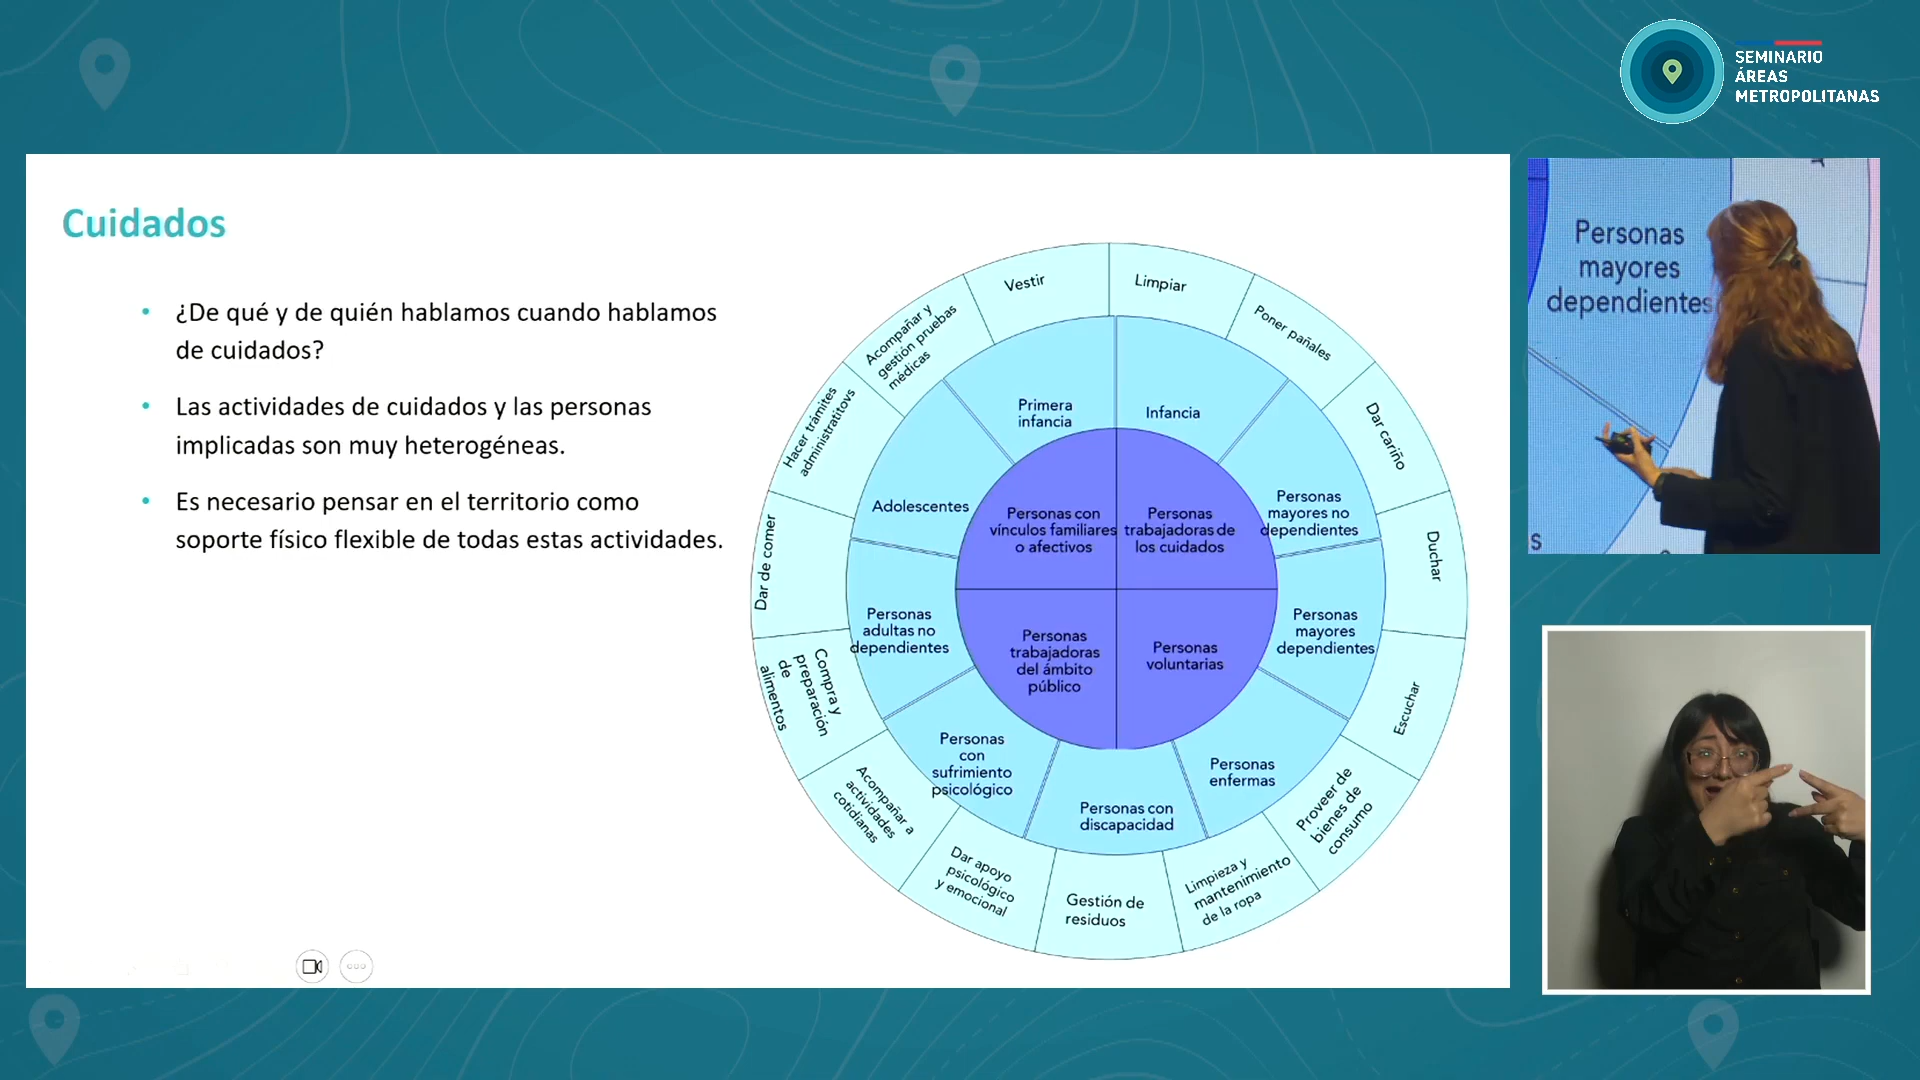 SEMINARIO
ÁREAS
METROPOLITANAS
Cuidados
• ¿De qué y de quién hablamos cuando hablamos
de cuidados?
• Las actividades de cuidados y las personas
implicadas son muy heterogéneas.
• Es necesario pensar en el territorio como
soporte físico flexible de todas estas actividades.
Vestir
Limpiar
Poner pañales
Dar cariño
Duchar
Escuchar
Proveer de
bienes de
consumo
Limpieza y
mantenimiento
de la ropa
Gestión de
residuos
Dar apoyo
psicológico
y emocional
Acompañar a
actividades
cotidianas
Compra y
preparación
de
alimentos
Dar de comer
Hacer trámites
administratitovs
Acompañar y
gestión pruebas
médicas
Primera
infancia
Infancia
Personas
mayores no
dependientes
Personas
mayores
dependientes
Personas
enfermas
Personas con
discapacidad
Personas
con
sufrimiento
psicológico
Personas
adultas no
dependientes
Adolescentes
Personas con
vínculos familiares
o afectivos
Personas
trabajadoras de
los cuidados
Personas
trabajadoras
del ámbito
público
Personas
voluntarias
Personas
mayores
dependientes
s